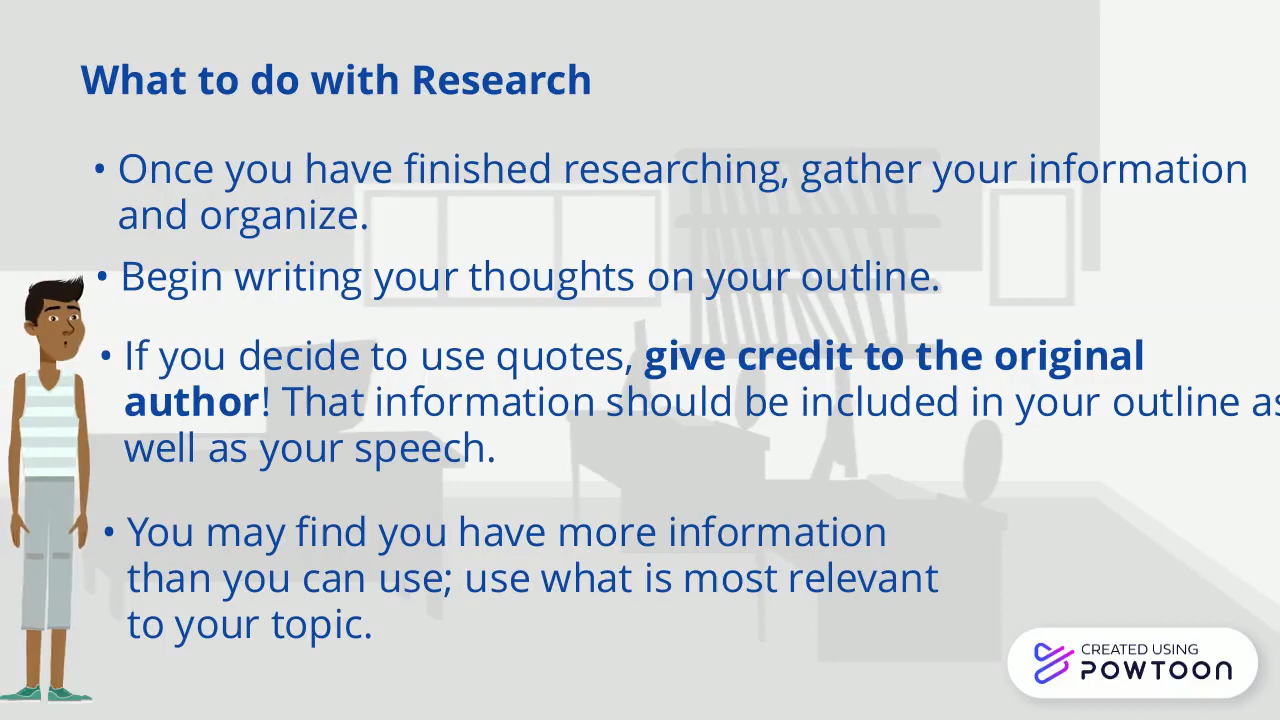 What to do with Research
• Once you have finished researching, gather your information
and organize.
• Begin writing your thoughts on your outline.
• If you decide to use quotes, give credit to the original
author! That information should be included in your outline as
well as your speech.
• You may find you have more information
than you can use; use what is most relevant
to your topic.
CREATED USING
POWTOON